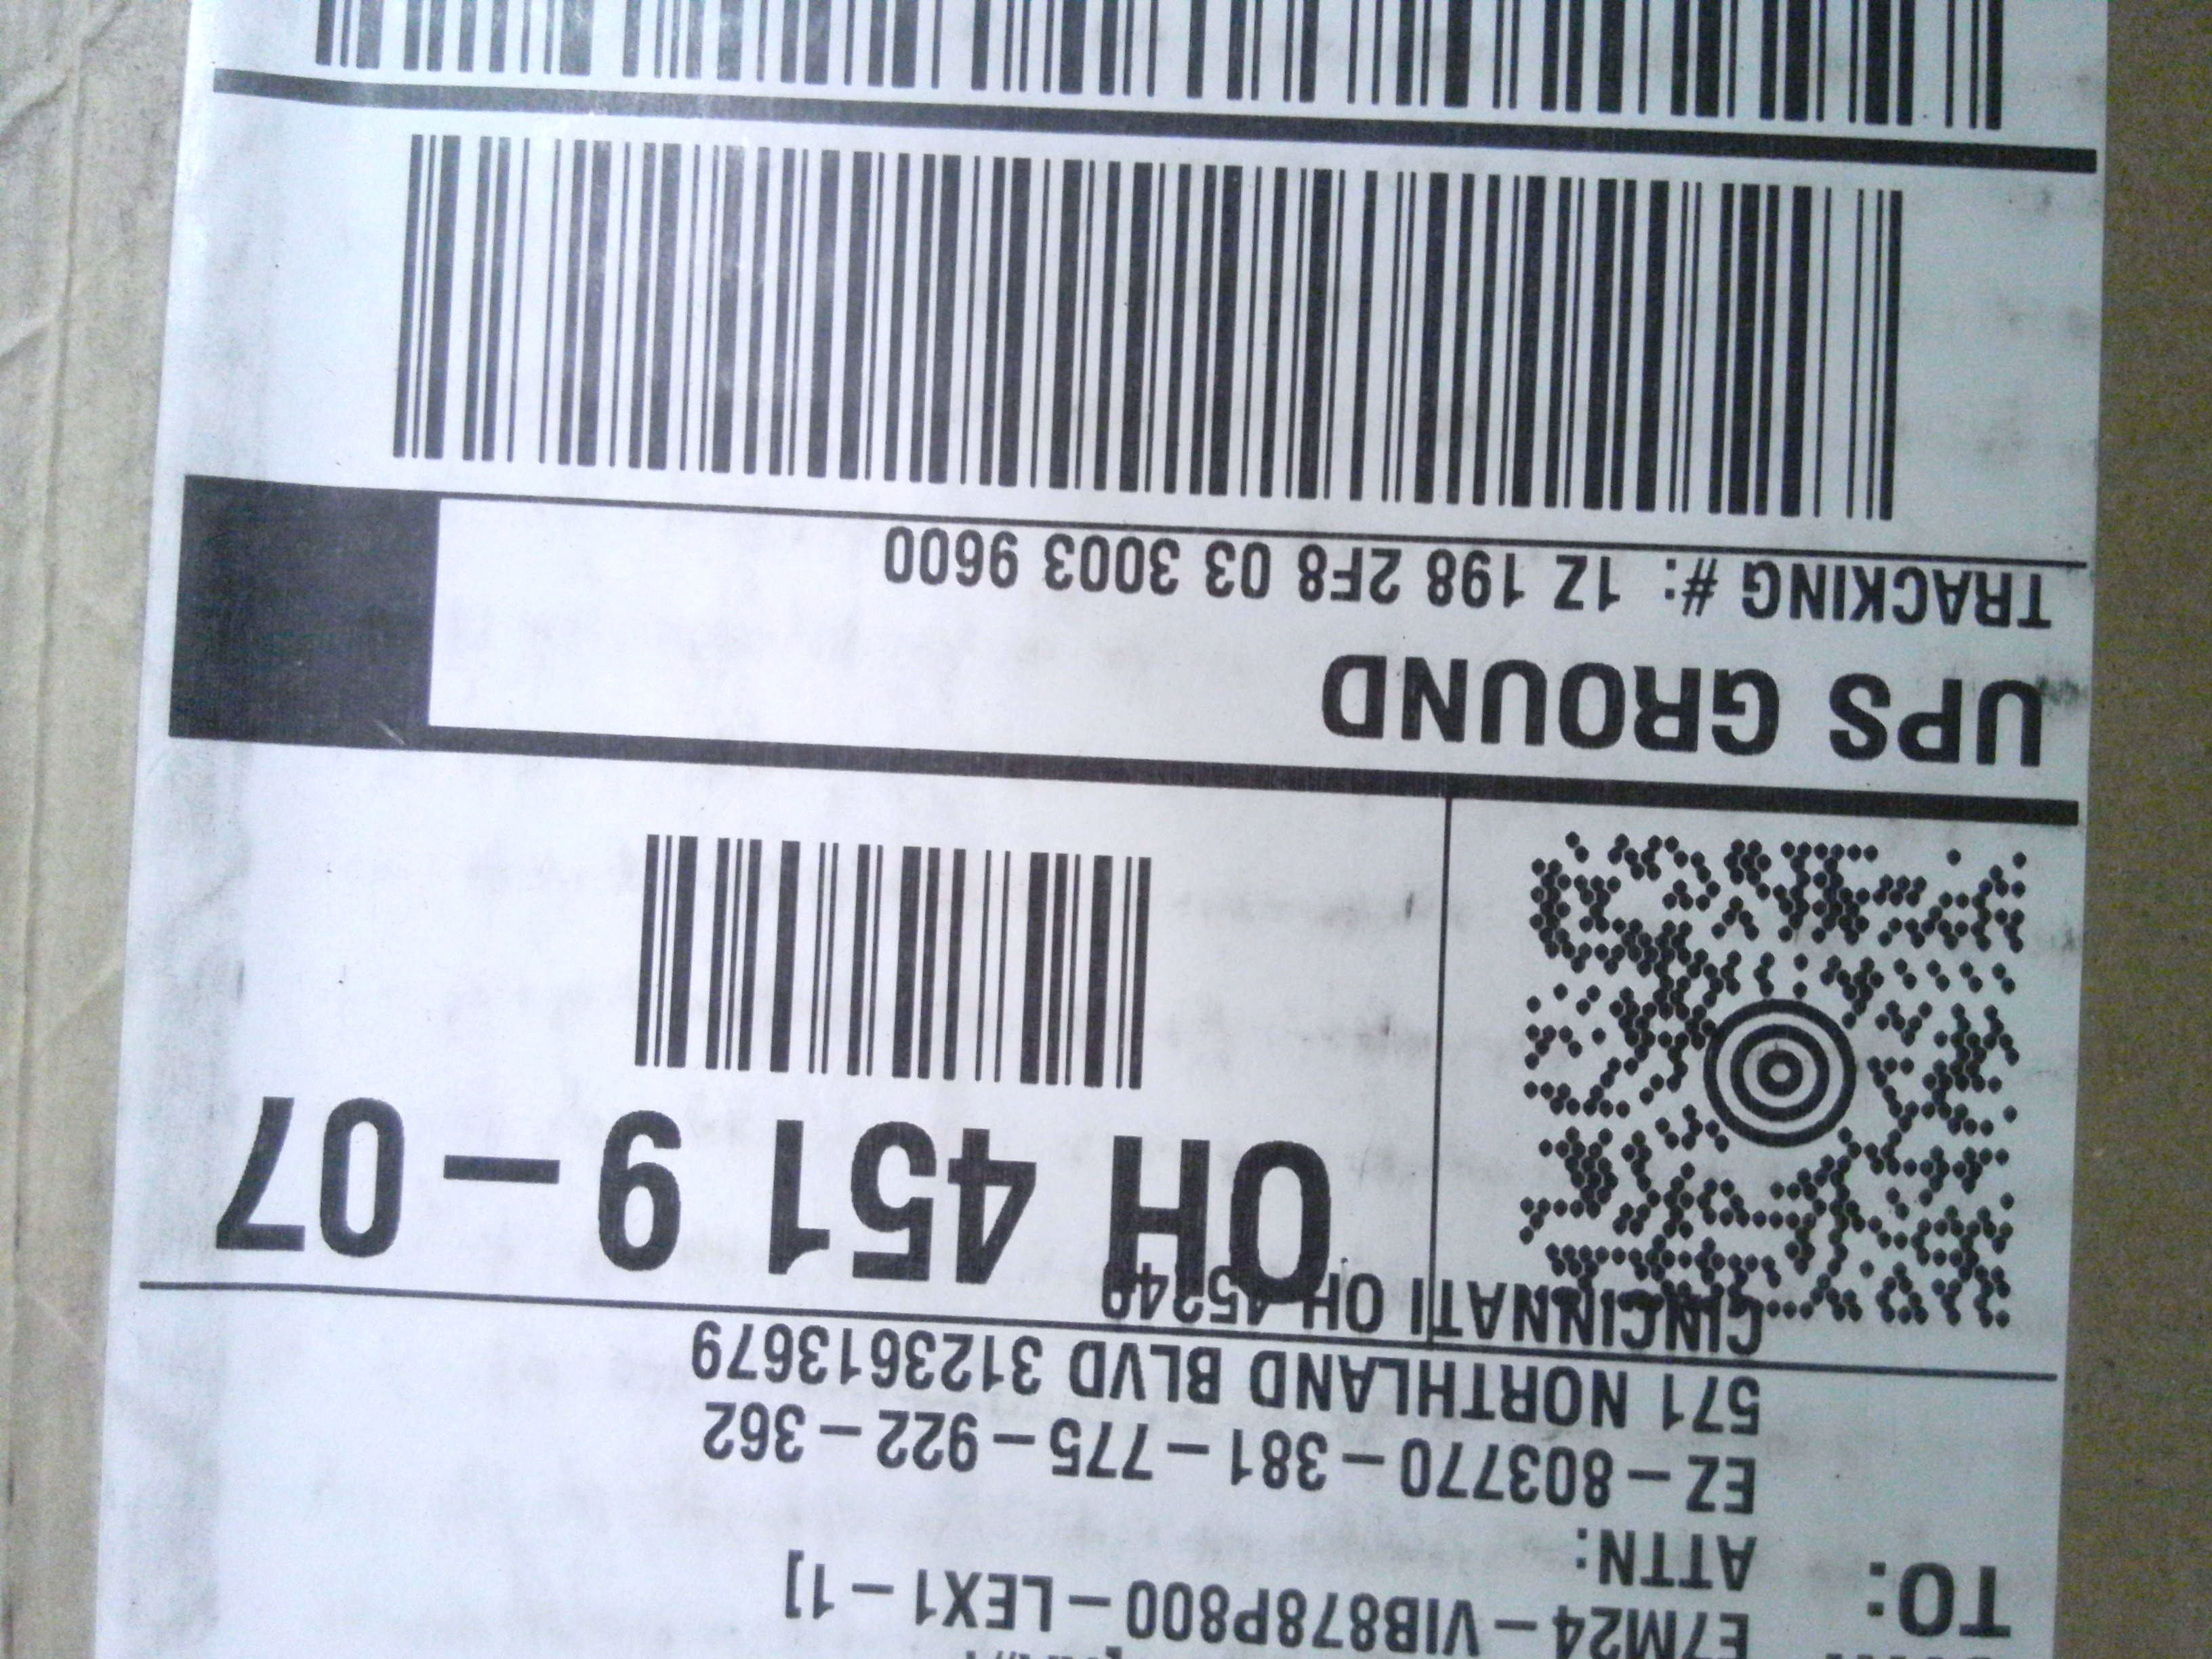 TO:
E7M24-VIB878P800-LEX1-1]
ATTN:
EZ-803770-381-775-922-362
571 NORTHLAND BLVD 3123613679
CINCINNATI OH 45240
OH 451 9-07
UPS GROUND
TRACKING #: 1Z 198 2F8 03 3003 9600